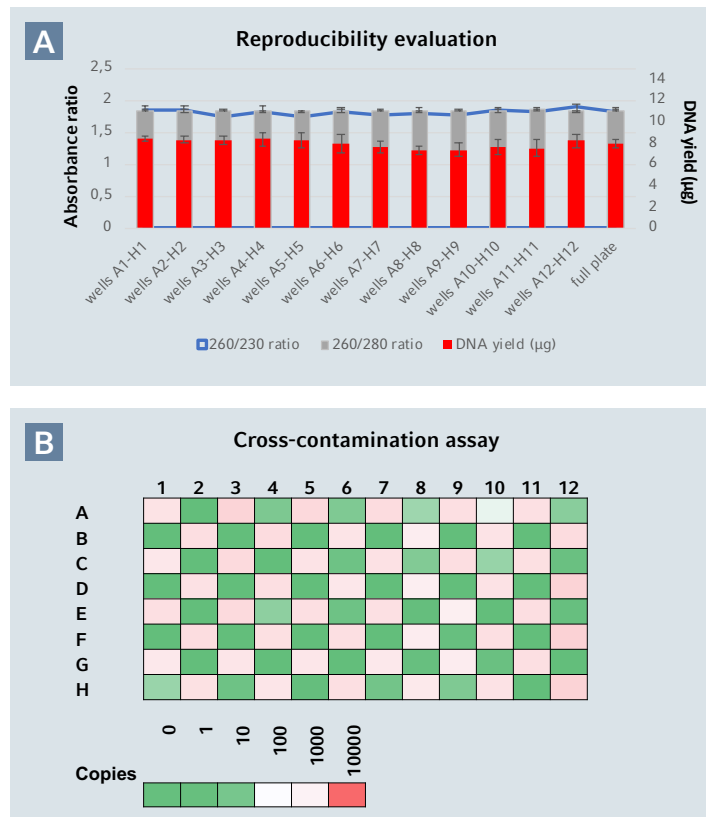 A
Reproducibility evaluation
Absorbance ratio
2,5
2
1,5
1
0,5
0
14
12
10
8
6
4
2
0
DNA yield (µg)
wells A1-H1
wells A2-H2
wells A3-H3
wells A4-H4
wells A5-H5
wells A6-H6
wells A7-H7
wells A8-H8
wells A9-H9
wells A10-H10
wells A11-H11
wells A12-H12
full plate
260/230 ratio 260/280 ratio DNA yield (µg)
B
Cross-contamination assay
1 2 3 4 5 6 7 8 9 10 11 12
A
B
C
D
E
F
G
H
0 1 10 100 1000 10000
Copies